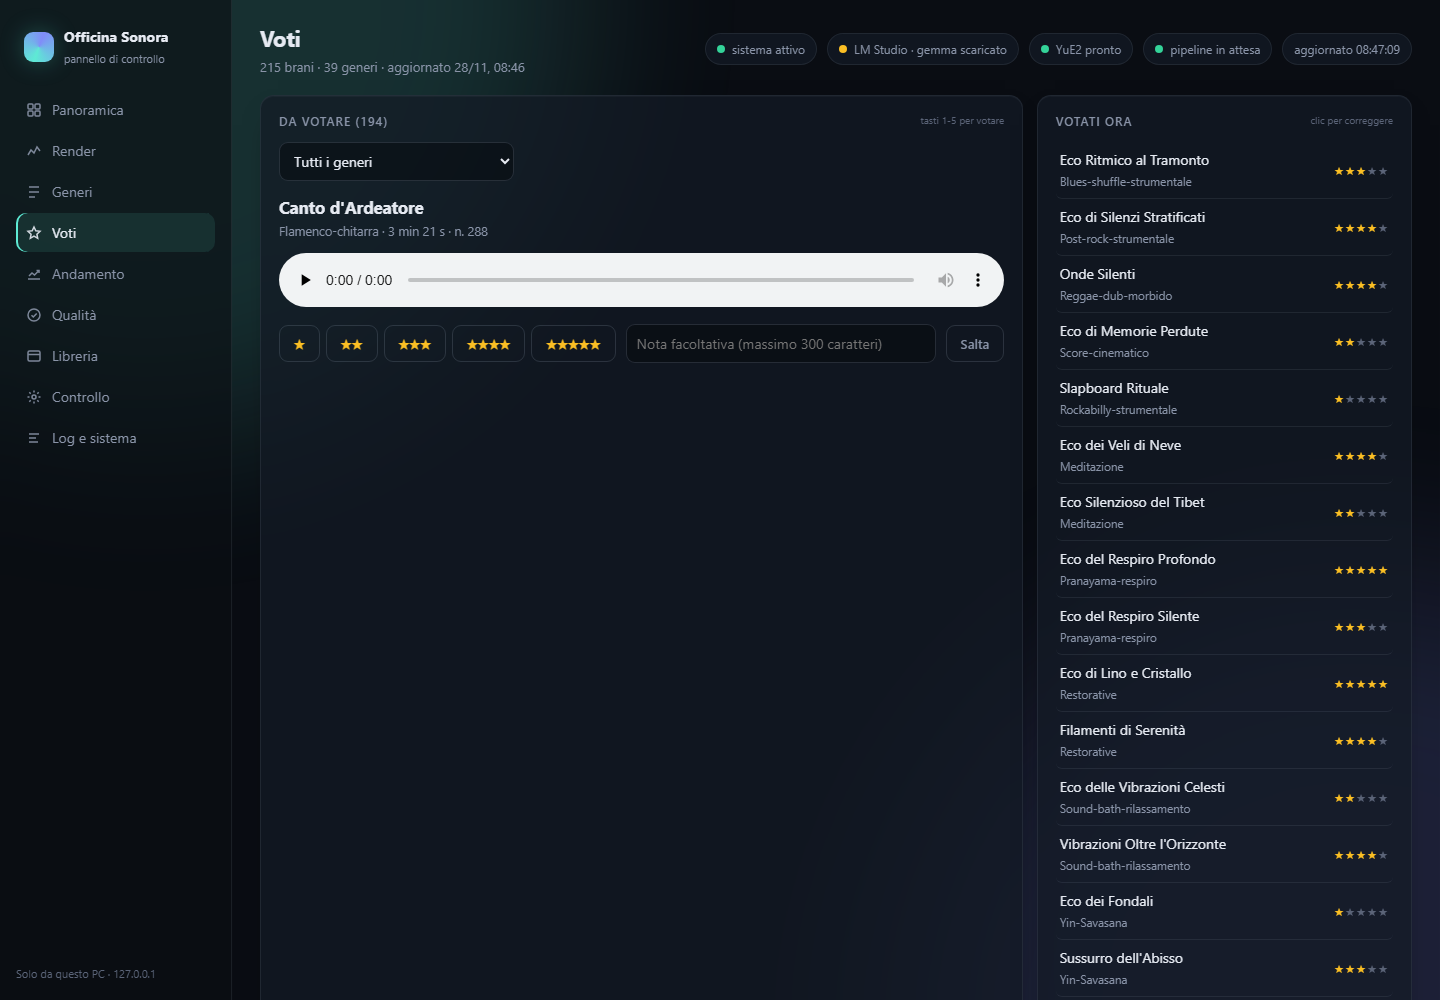 Officina Sonora
pannello di controllo
Panoramica
Render
Generi
Voti
Andamento
Qualità
Libreria
Controllo
Log e sistema
Solo da questo PC · 127.0.0.1
Voti
215 brani · 39 generi · aggiornato 28/11, 08:46
sistema attivo
LM Studio · gemma scaricato
YuE2 pronto
pipeline in attesa
aggiornato 08:47:09
DA VOTARE (194)
tasti 1-5 per votare
Tutti i generi
Canto d'Ardeatore
Flamenco-chitarra · 3 min 21 s · n. 288
0:00 / 0:00
★
★★
★★★
★★★★
★★★★★
Nota facoltativa (massimo 300 caratteri)
Salta
VOTATI ORA
clic per correggere
Eco Ritmico al Tramonto
Blues-shuffle-strumentale
★★★★★
Eco di Silenzi Stratificati
Post-rock-strumentale
★★★★★
Onde Silenti
Reggae-dub-morbido
★★★★★
Eco di Memorie Perdute
Score-cinematico
★★★★★
Slapboard Rituale
Rockabilly-strumentale
★★★★★
Eco dei Veli di Neve
Meditazione
★★★★★
Eco Silenzioso del Tibet
Meditazione
★★★★★
Eco del Respiro Profondo
Pranayama-respiro
★★★★★
Eco del Respiro Silente
Pranayama-respiro
★★★★★
Eco di Lino e Cristallo
Restorative
★★★★★
Filamenti di Serenità
Restorative
★★★★★
Eco delle Vibrazioni Celesti
Sound-bath-rilassamento
★★★★★
Vibrazioni Oltre l'Orizzonte
Sound-bath-rilassamento
★★★★★
Eco dei Fondali
Yin-Savasana
★★★★★
Sussurro dell'Abisso
Yin-Savasana
★★★★★